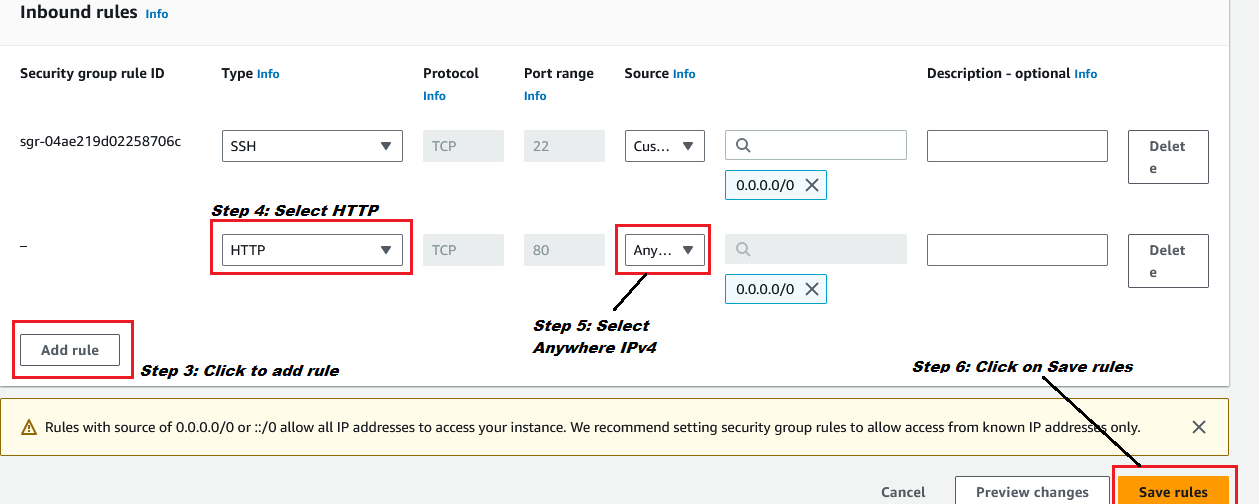 Inbound rules Info
Security group rule ID Type Info Protocol Info Port range Info Source Info Description - optional Info
sgr-04ae219d02258706c SSH TCP 22 Cus... Delete
0.0.0.0/0
Step 4: Select HTTP
– HTTP TCP 80 Any... Delete
0.0.0.0/0
Step 5: Select
Anywhere IPv4
Add rule
Step 3: Click to add rule
Step 6: Click on Save rules
Rules with source of 0.0.0.0/0 or ::/0 allow all IP addresses to access your instance. We recommend setting security group rules to allow access from known IP addresses only.
Cancel Preview changes Save rules